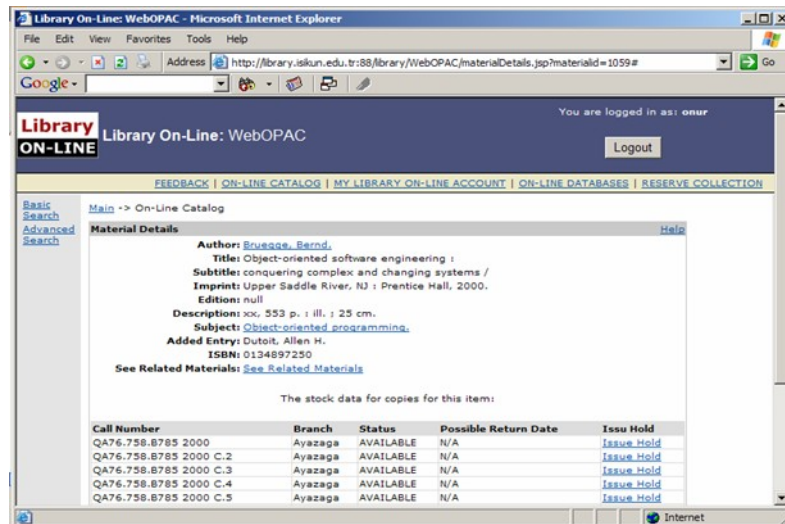 Library On-Line: WebOPAC - Microsoft Internet Explorer
File Edit View Favorites Tools Help
Address http://library.isikun.edu.tr:88/library/WebOPAC/materialDetails.jsp?materialid=1059# Go
Google
You are logged in as: onur
Library ON-LINE
Library On-Line: WebOPAC
Logout
FEEDBACK | ON-LINE CATALOG | MY LIBRARY ON-LINE ACCOUNT | ON-LINE DATABASES | RESERVE COLLECTION
Basic Search
Advanced Search
Main -> On-Line Catalog
Material Details Help
Author: Bruegge, Bernd.
Title: Object-oriented software engineering :
Subtitle: conquering complex and changing systems /
Imprint: Upper Saddle River, NJ : Prentice Hall, 2000.
Edition: null
Description: xx, 553 p. : ill. ; 25 cm.
Subject: Object-oriented programming.
Added Entry: Dutoit, Allen H.
ISBN: 0134897250
See Related Materials: See Related Materials
The stock data for copies for this item:
Call Number Branch Status Possible Return Date Issu Hold
QA76.758.B785 2000 Ayazaga AVAILABLE N/A Issue Hold
QA76.758.B785 2000 C.2 Ayazaga AVAILABLE N/A Issue Hold
QA76.758.B785 2000 C.3 Ayazaga AVAILABLE N/A Issue Hold
QA76.758.B785 2000 C.4 Ayazaga AVAILABLE N/A Issue Hold
QA76.758.B785 2000 C.5 Ayazaga AVAILABLE N/A Issue Hold
Internet